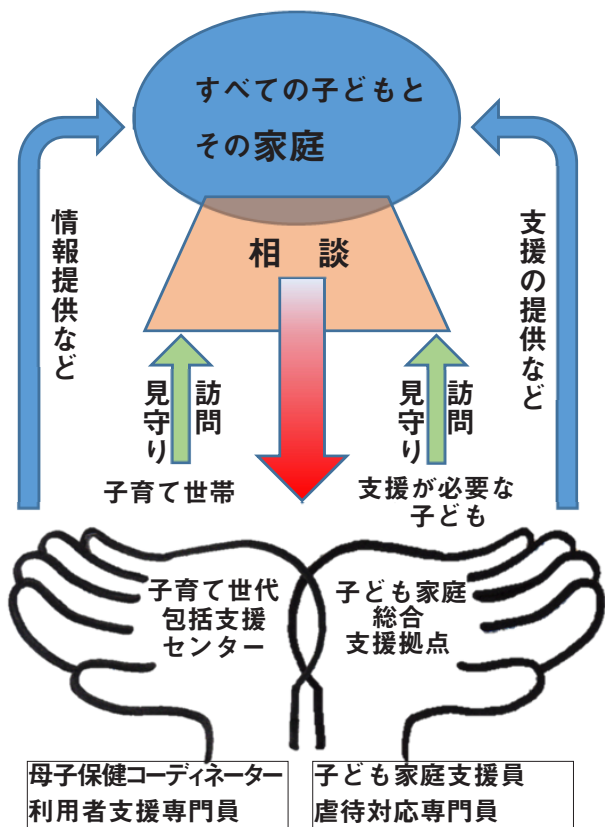 すべての子どもと
その家庭
相　談
情報提供など
支援の提供など
訪問
見守り
子育て世帯
訪問
見守り
支援が必要な
子ども
子育て世代
包括支援
センター
子ども家庭
総合
支援拠点
母子保健コーディネーター
利用者支援専門員
子ども家庭支援員
虐待対応専門員